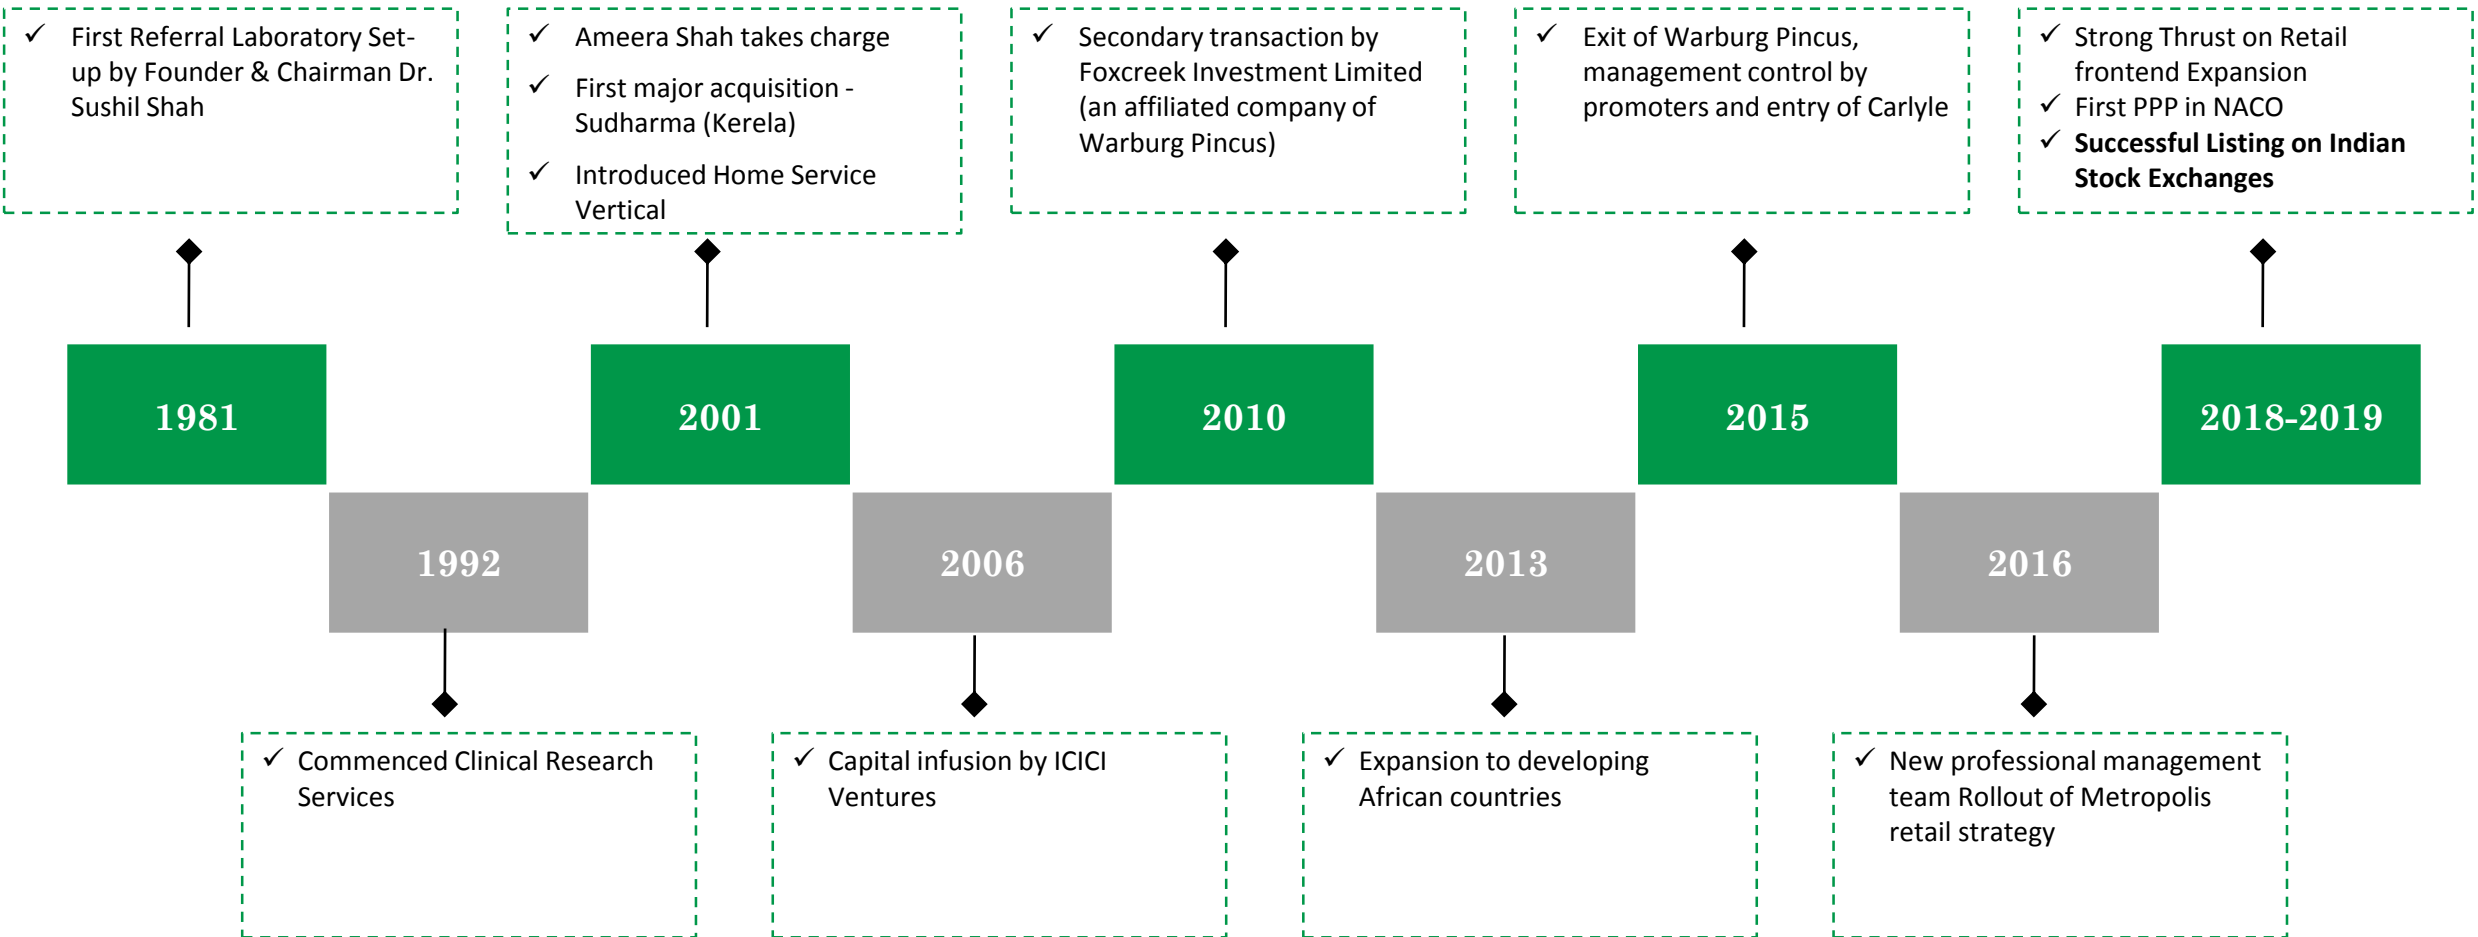 ✓ First Referral Laboratory Set-
up by Founder & Chairman Dr.
Sushil Shah
✓ Ameera Shah takes charge
✓ First major acquisition -
Sudharma (Kerela)
✓ Introduced Home Service
Vertical
✓ Secondary transaction by
Foxcreek Investment Limited
(an affiliated company of
Warburg Pincus)
✓ Exit of Warburg Pincus,
management control by
promoters and entry of Carlyle
✓ Strong Thrust on Retail
frontend Expansion
✓ First PPP in NACO
✓ Successful Listing on Indian
Stock Exchanges
1981
2001
2010
2015
2018-2019
1992
2006
2013
2016
✓ Commenced Clinical Research
Services
✓ Capital infusion by ICICI
Ventures
✓ Expansion to developing
African countries
✓ New professional management
team Rollout of Metropolis
retail strategy